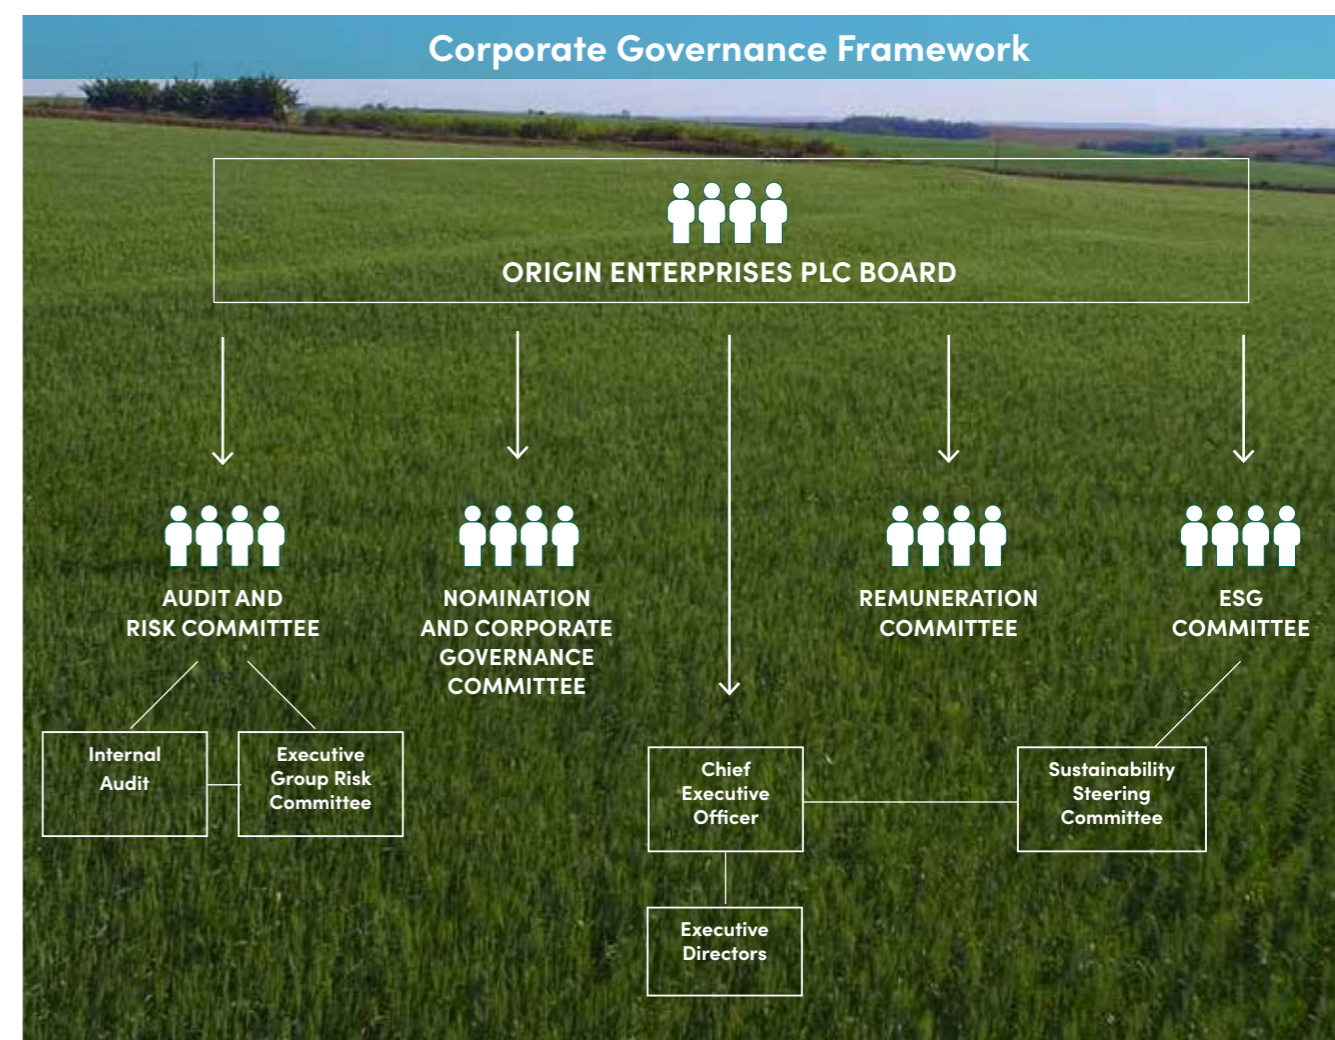 Corporate Governance Framework
ORIGIN ENTERPRISES PLC BOARD
AUDIT AND
RISK COMMITTEE
NOMINATION
AND CORPORATE
GOVERNANCE
COMMITTEE
REMUNERATION
COMMITTEE
ESG
COMMITTEE
Internal
Audit
Executive
Group Risk
Committee
Chief
Executive
Officer
Sustainability
Steering
Committee
Executive
Directors